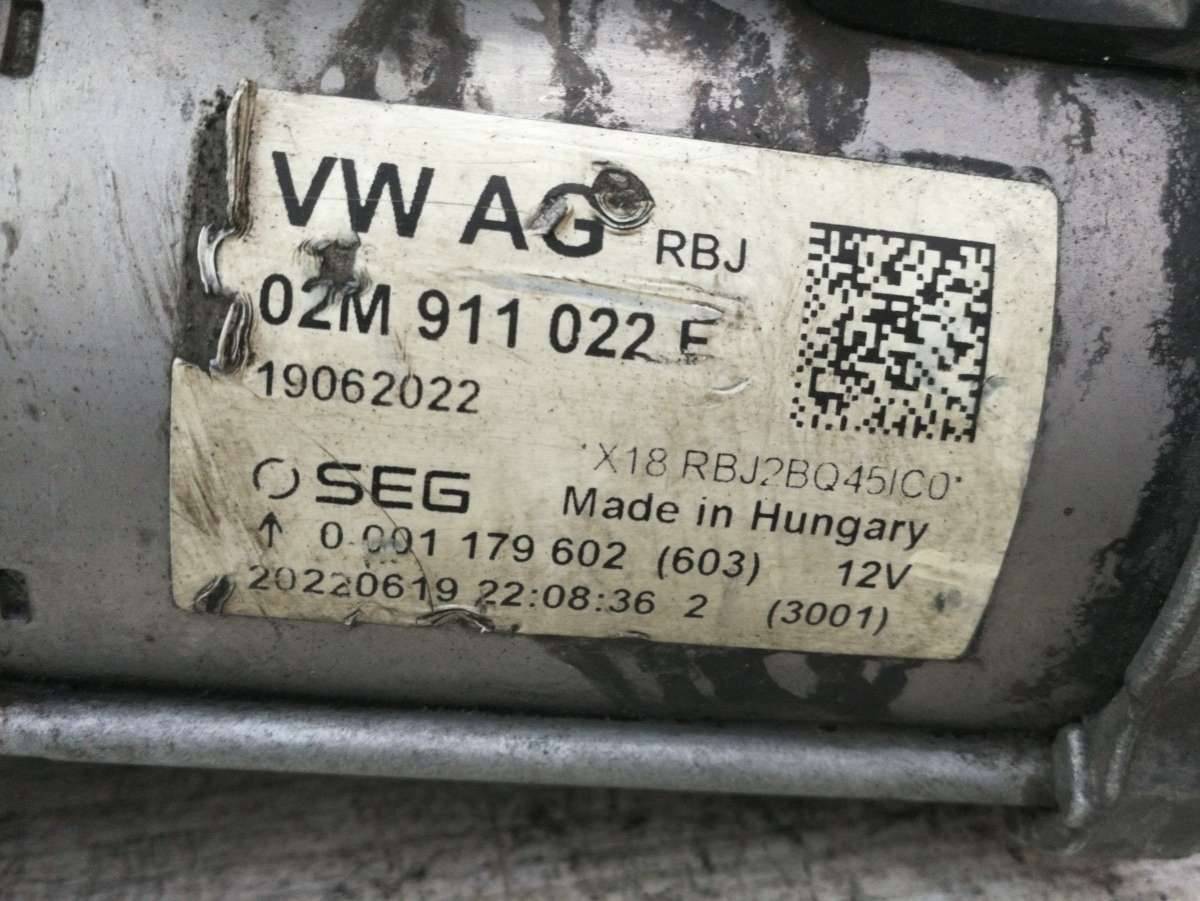 VW AG RBJ
02M 911 022
19062022
*X18 RBJ2BQ45IC0*
SEG Made in Hungary
↑ 0 001 179 602 (603) 12V
20220619 22:08:36 2 (3001)